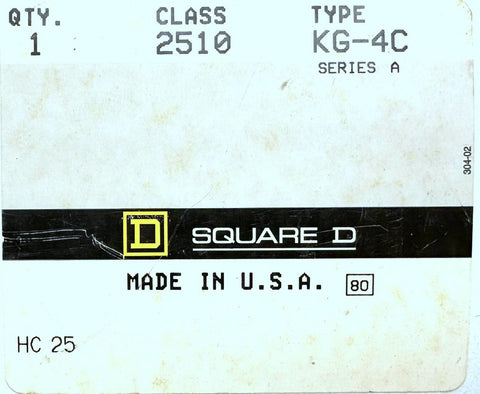 QTY. CLASS TYPE
1 2510 KG-4C
SERIES A
304-02
D SQUARE D
MADE IN U.S.A. 80
HC 25